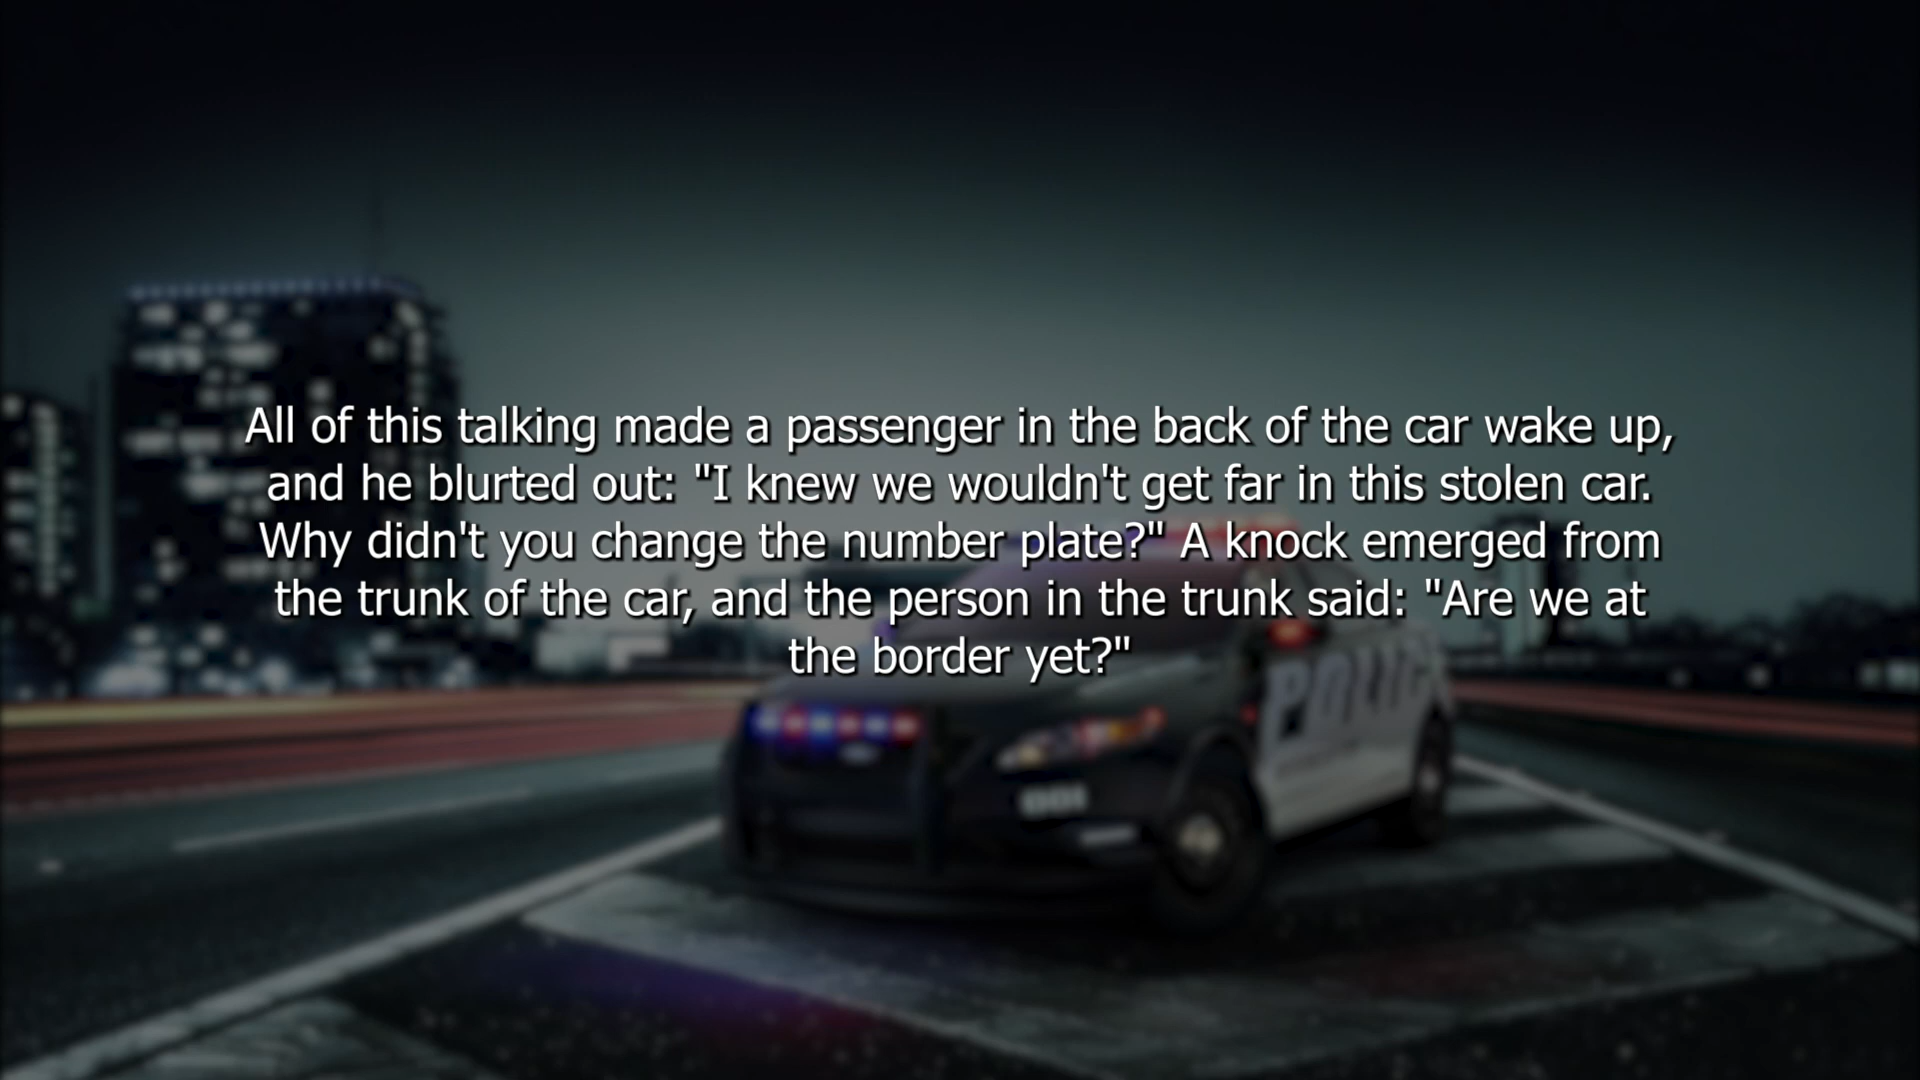 All of this talking made a passenger in the back of the car wake up,
and he blurted out: "I knew we wouldn't get far in this stolen car.
Why didn't you change the number plate?" A knock emerged from
the trunk of the car, and the person in the trunk said: "Are we at
the border yet?"
POLICE
001